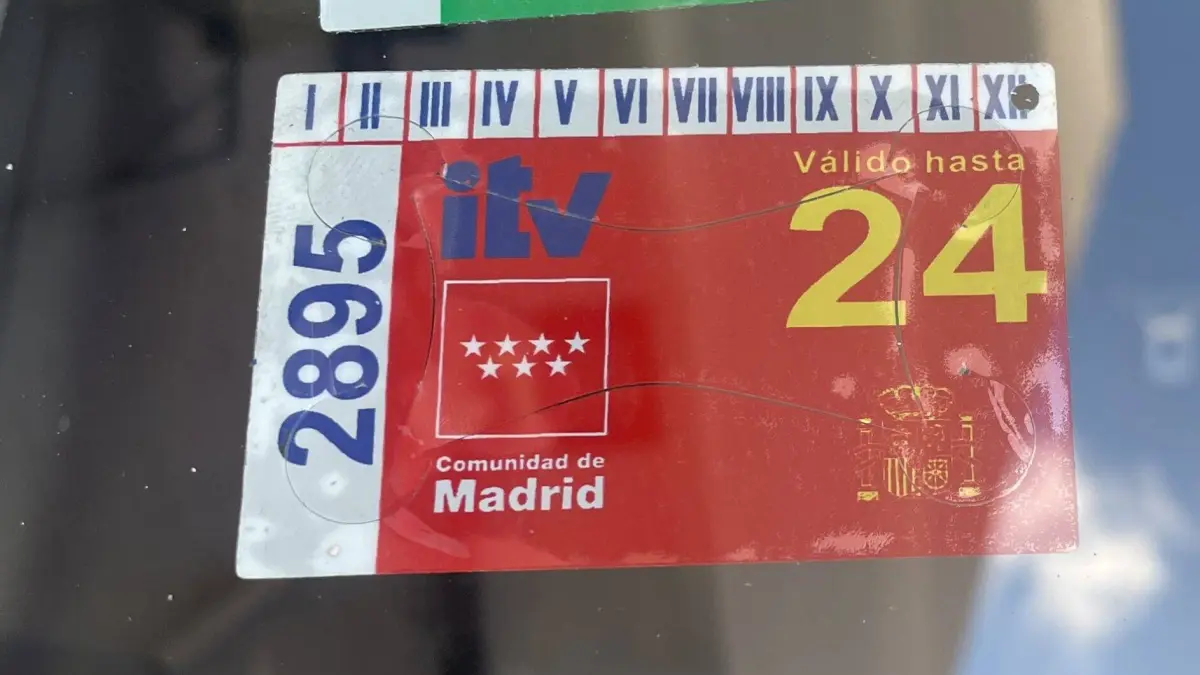 I II III IV V VI VII VIII IX X XI XII
2895
itv
Válido hasta
24
Comunidad de
Madrid